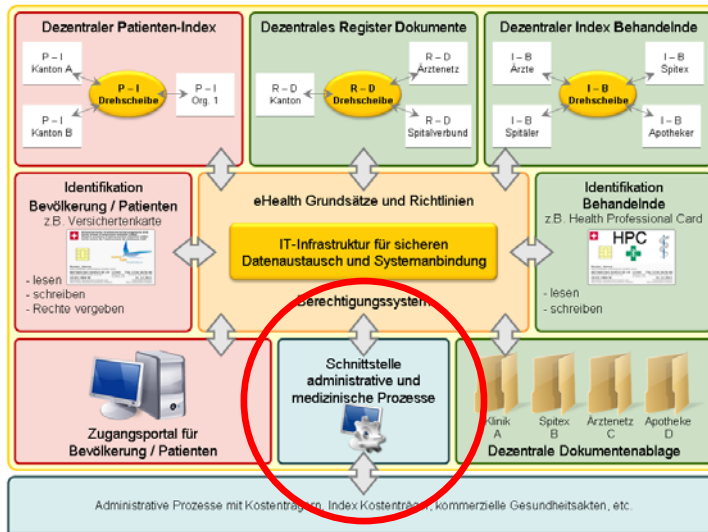 Dezentraler Patienten-Index
P – I
Kanton A
P – I
Drehscheibe
P – I
Org. 1
P – I
Kanton B
Dezentrales Register Dokumente
R – D
Ärztenetz
R – D
Kanton
R – D
Drehscheibe
R – D
Spitalverbund
Dezentraler Index Behandelnde
I – B
Ärzte
I – B
Spitex
I – B
Drehscheibe
I – B
Spitäler
I – B
Apotheker
Identifikation
Bevölkerung / Patienten
z.B. Versichertenkarte
- lesen
- schreiben
- Rechte vergeben
eHealth Grundsätze und Richtlinien
IT-Infrastruktur für sicheren
Datenaustausch und Systemanbindung
Berechtigungssystem
Identifikation
Behandelnde
z.B. Health Professional Card
HPC
- lesen
- schreiben
Zugangsportal für
Bevölkerung / Patienten
Schnittstelle
administrative und
medizinische Prozesse
Klinik
A
Spitex
B
Ärztenetz
C
Apotheke
D
Dezentrale Dokumentenablage
Administrative Prozesse mit Kostenträgern, Index Kostenträger, kommerzielle Gesundheitsakten, etc.